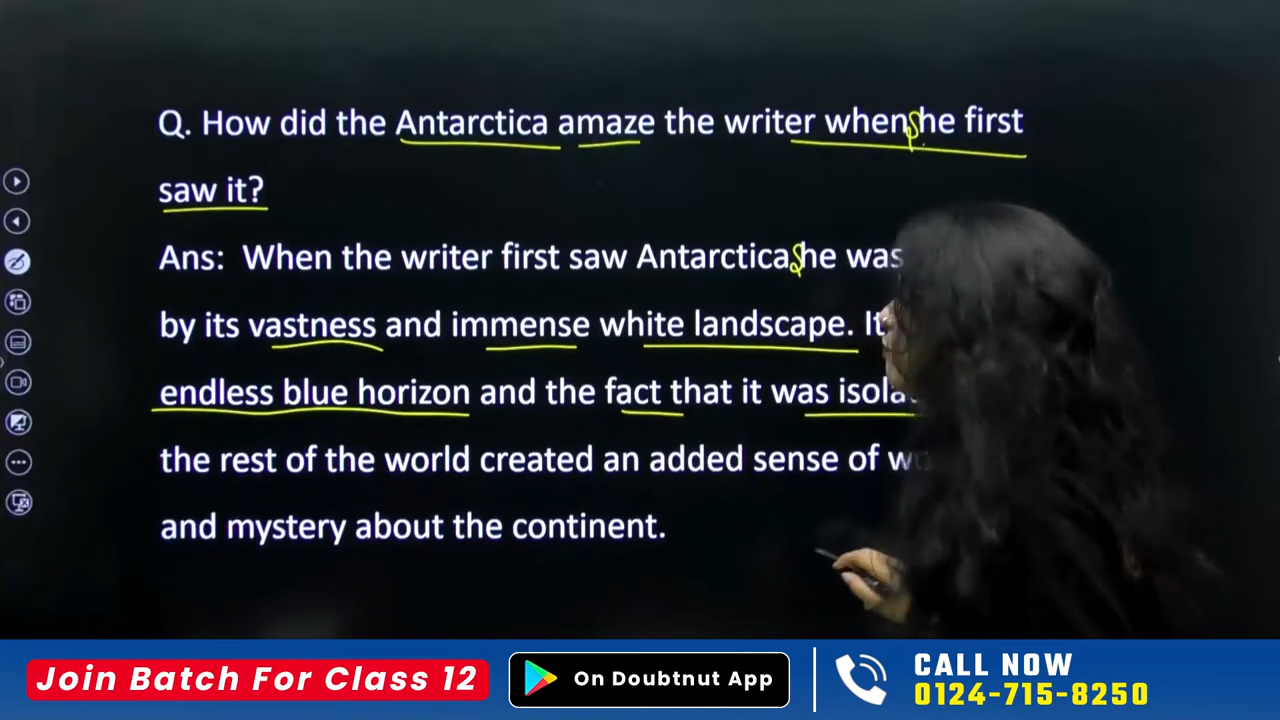 Q. How did the Antarctica amaze the writer when she first
saw it?
Ans: When the writer first saw Antarctica she was
by its vastness and immense white landscape. It
endless blue horizon and the fact that it was
the rest of the world created an added sense of
and mystery about the continent.
Join Batch For Class 12
On Doubtnut App
CALL NOW
0124-715-8250